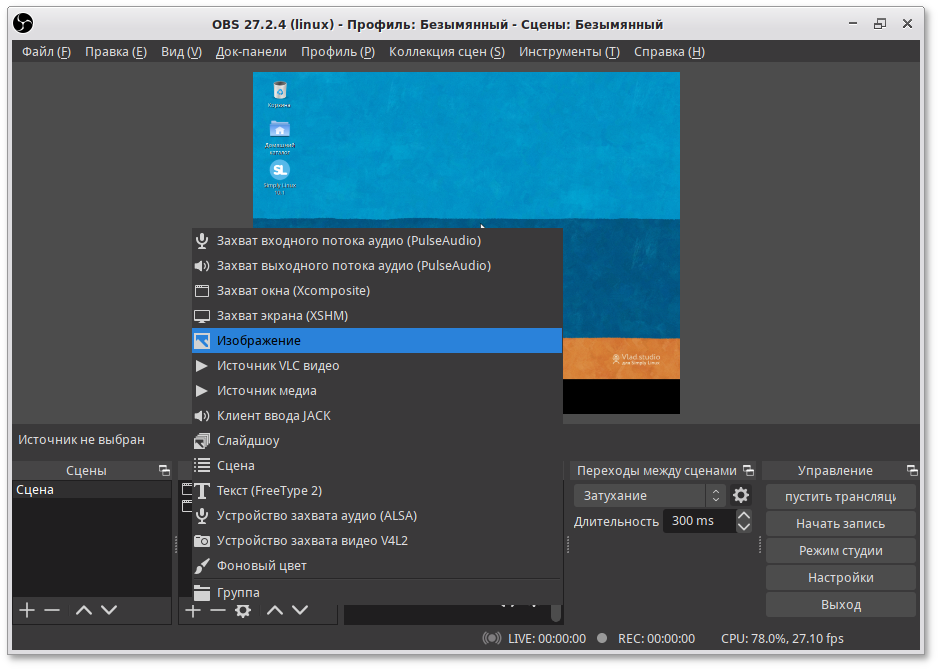 OBS 27.2.4 (linux) - Профиль: Безымянный - Сцены: Безымянный
Файл (F) Правка (E) Вид (V) Док-панели Профиль (P) Коллекция сцен (S) Инструменты (T) Справка (H)
Корзина
Домашний
каталог
SL
Simply Linux
10.1
Захват входного потока аудио (PulseAudio)
Захват выходного потока аудио (PulseAudio)
Захват окна (Xcomposite)
Захват экрана (XSHM)
Изображение
Источник VLC видео
Vlad.studio
для Simply Linux
Источник медиа
Клиент ввода JACK
Слайдшоу
Сцена
Текст (FreeType 2)
Устройство захвата аудио (ALSA)
Устройство захвата видео V4L2
Фоновый цвет
Группа
Источник не выбран
Сцены
Сцена
Переходы между сценами
Затухание
Длительность 300 ms
Управление
пустить трансляци
Начать запись
Режим студии
Настройки
Выход
LIVE: 00:00:00 REC: 00:00:00 CPU: 78.0%, 27.10 fps